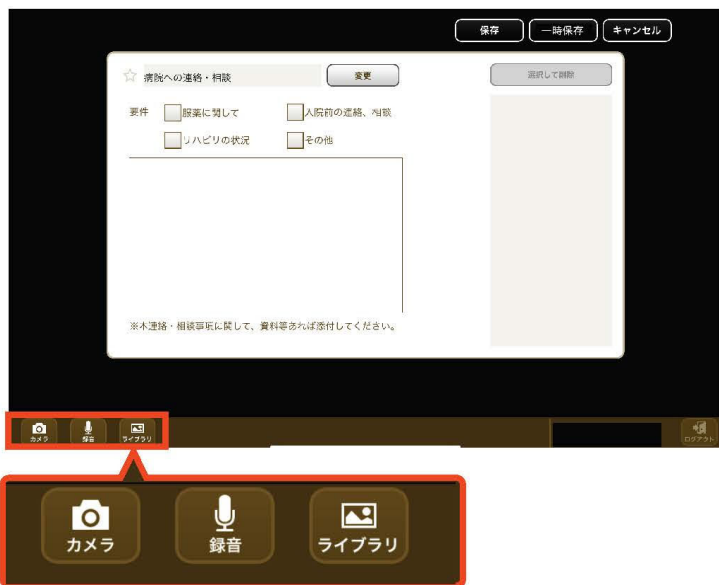 保存 一時保存 キャンセル
病院への連絡・相談 変更 選択して削除
要件 服薬に関して 入院前の連絡、相談
リハビリの状況 その他
※本連絡・相談事項に関して、資料等あれば添付してください。
カメラ 録音 ライブラリ ログアウト
カメラ 録音 ライブラリ